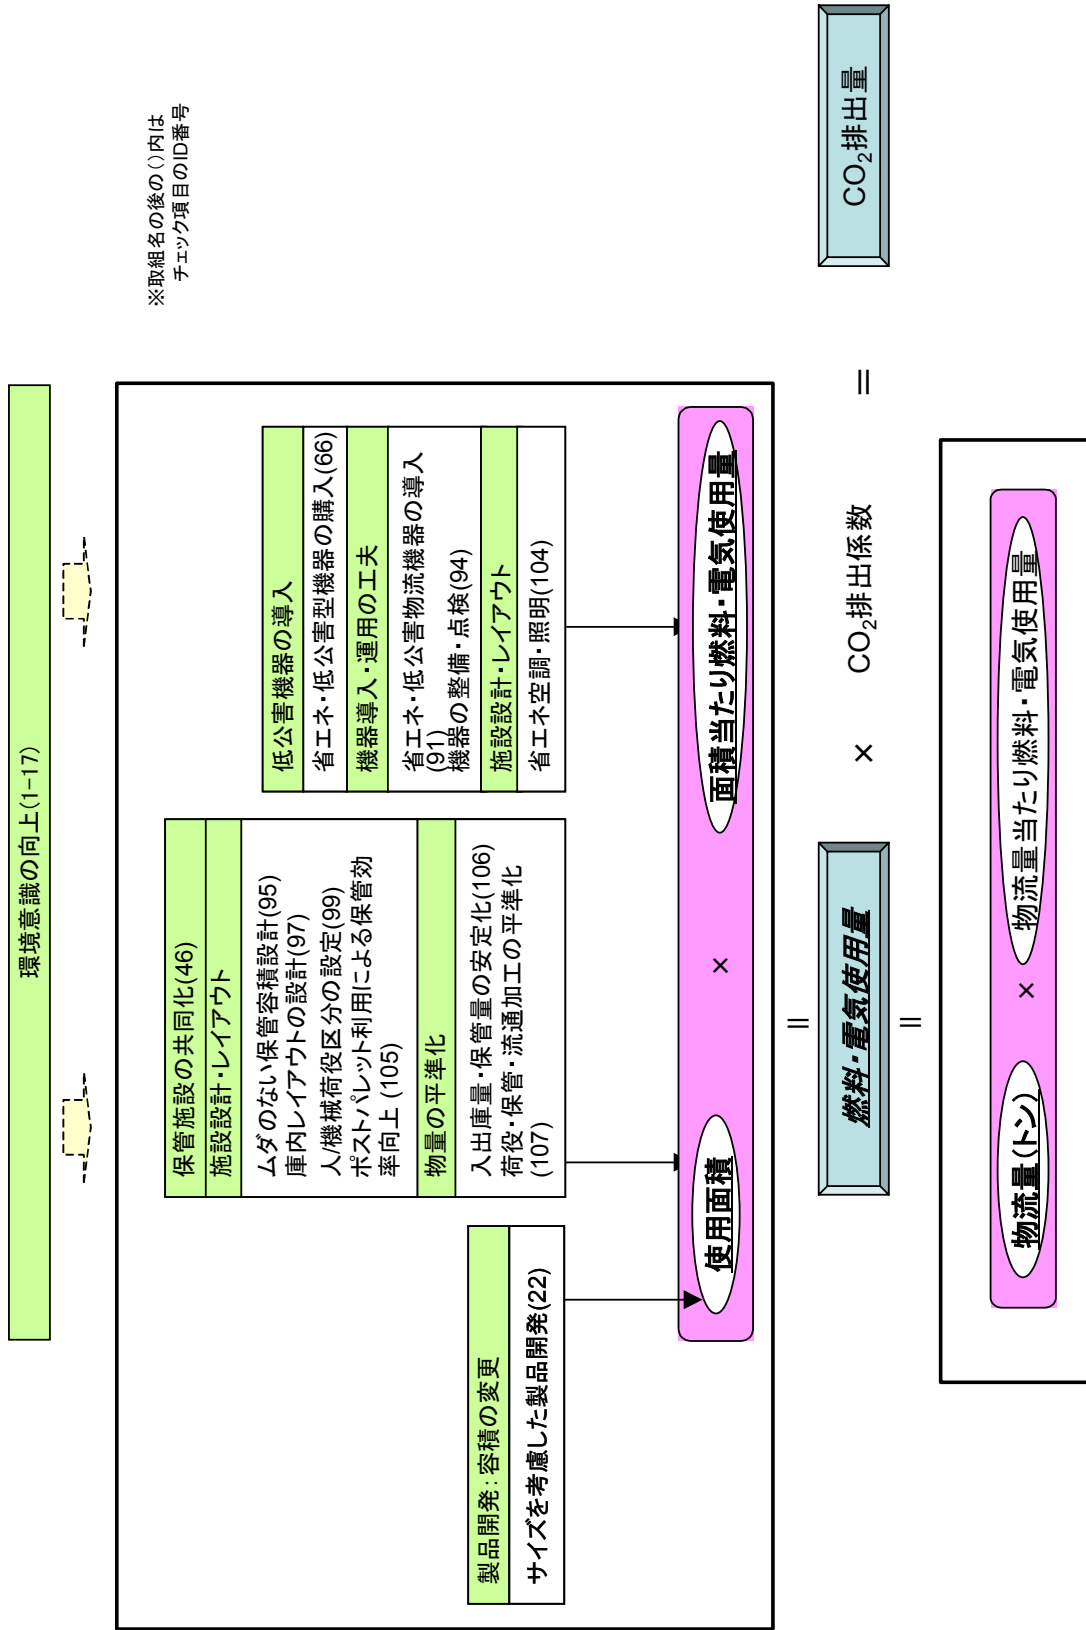 環境意識の向上(1-17)
※取組名の後の()内は
チェック項目のID番号
製品開発:容積の変更
サイズを考慮した製品開発(22)
保管施設の共同化(46)
施設設計・レイアウト
ムダのない保管容積設計(95)
庫内レイアウトの設計(97)
人/機械荷役区分の設定(99)
ポストパレット利用による保管効
率向上 (105)
物量の平準化
入出庫量・保管量の安定化(106)
荷役・保管・流通加工の平準化
(107)
低公害機器の導入
省エネ・低公害型機器の購入(66)
機器導入・運用の工夫
省エネ・低公害物流機器の導入
(91)
機器の整備・点検(94)
施設設計・レイアウト
省エネ空調・照明(104)
使用面積 × 面積当たり燃料・電気使用量
=
燃料・電気使用量 × CO₂排出係数 = CO₂排出量
=
物流量(トン) × 物流量当たり燃料・電気使用量